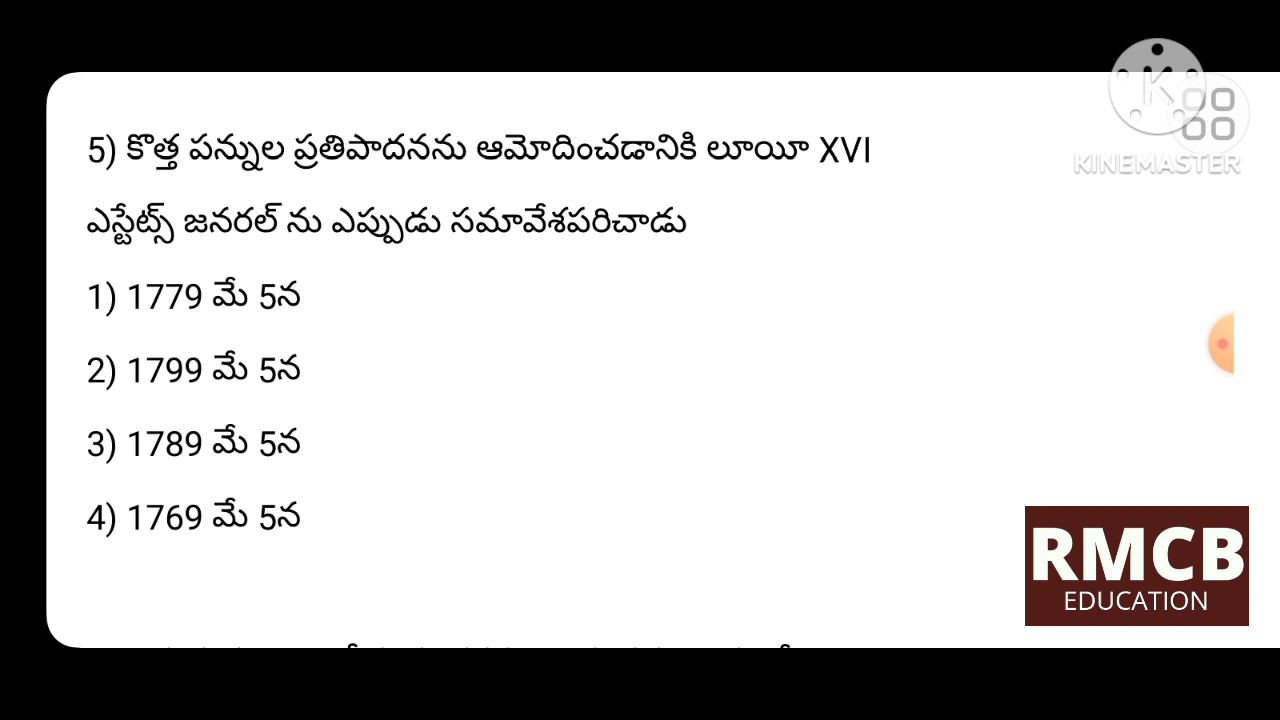 5) కొత్త పన్నుల ప్రతిపాదనను ఆమోదించడానికి లూయీ XVI
ఎస్టేట్స్ జనరల్ ను ఎప్పుడు సమావేశపరిచాడు
1) 1779 మే 5న
2) 1799 మే 5న
3) 1789 మే 5న
4) 1769 మే 5న
KINEMASTER
RMCB
EDUCATION